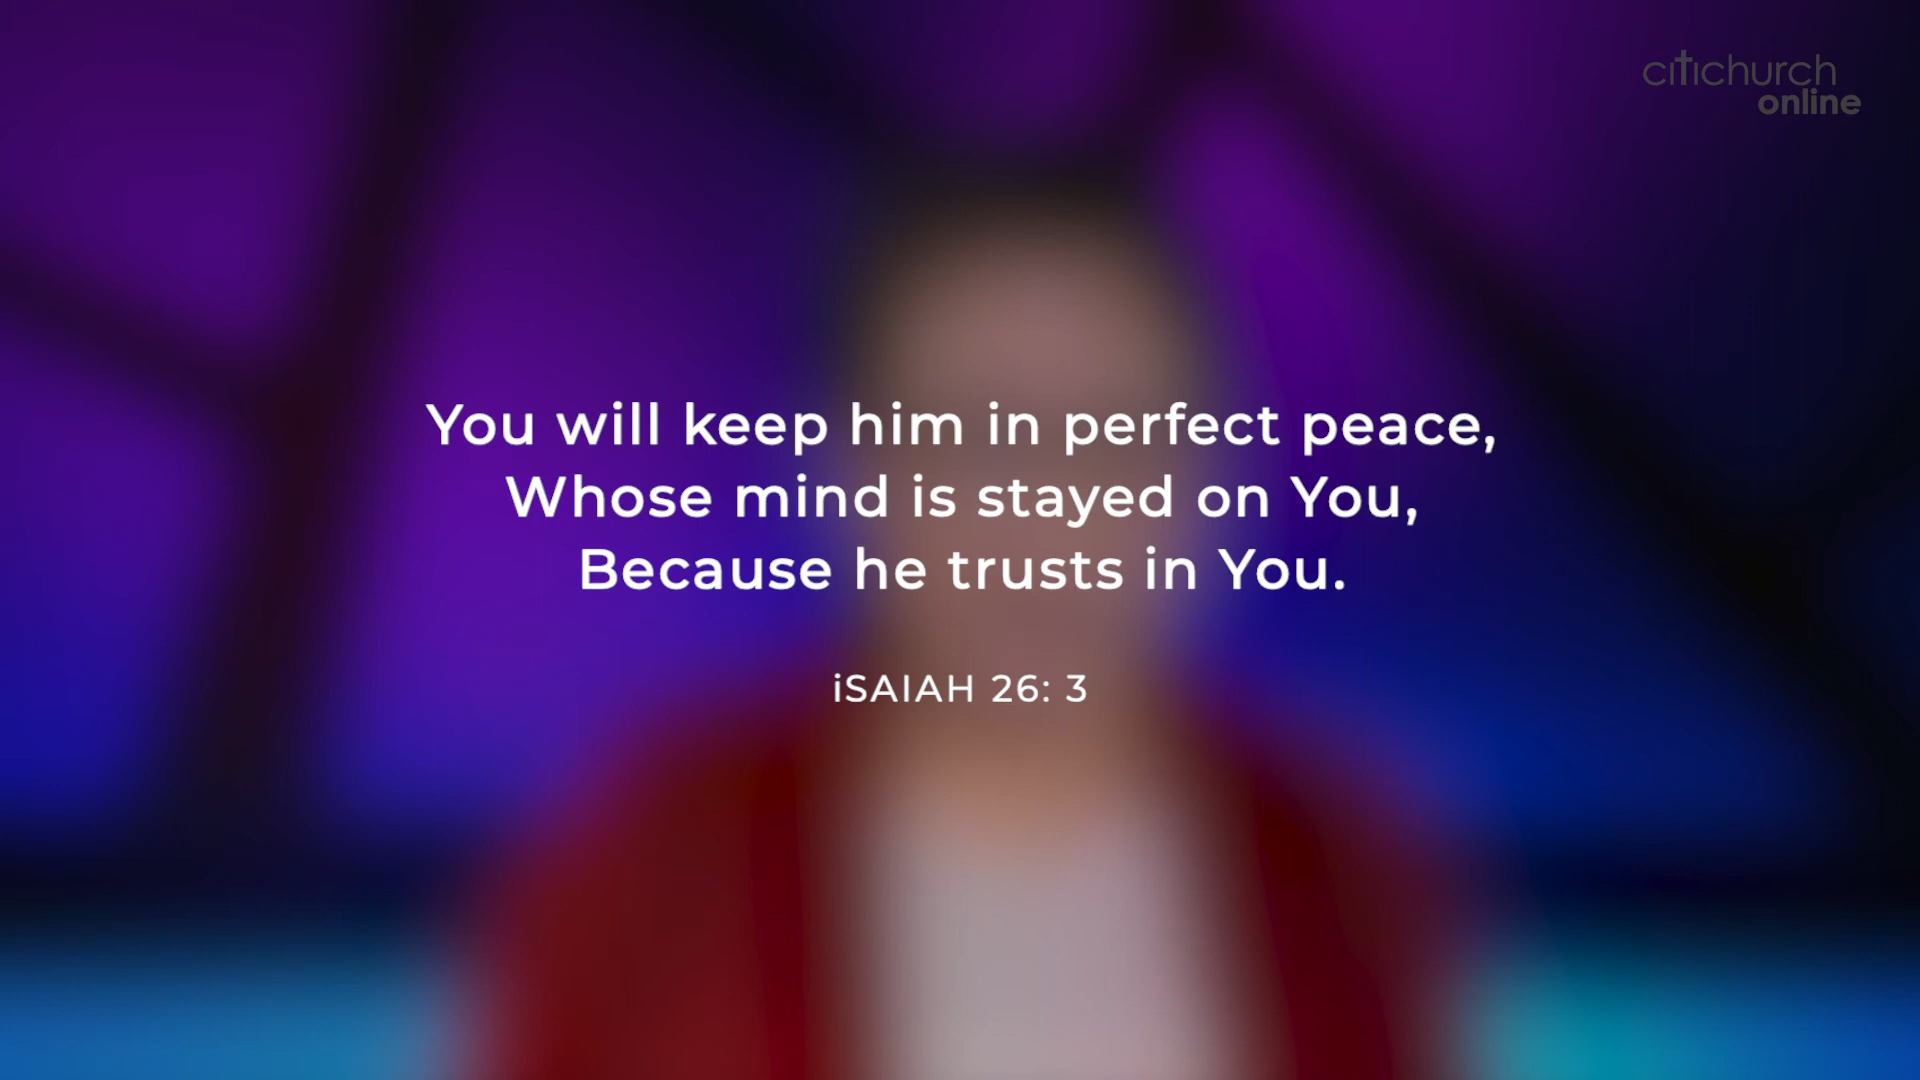 citichurch
online
You will keep him in perfect peace,
Whose mind is stayed on You,
Because he trusts in You.
iSAIAH 26: 3